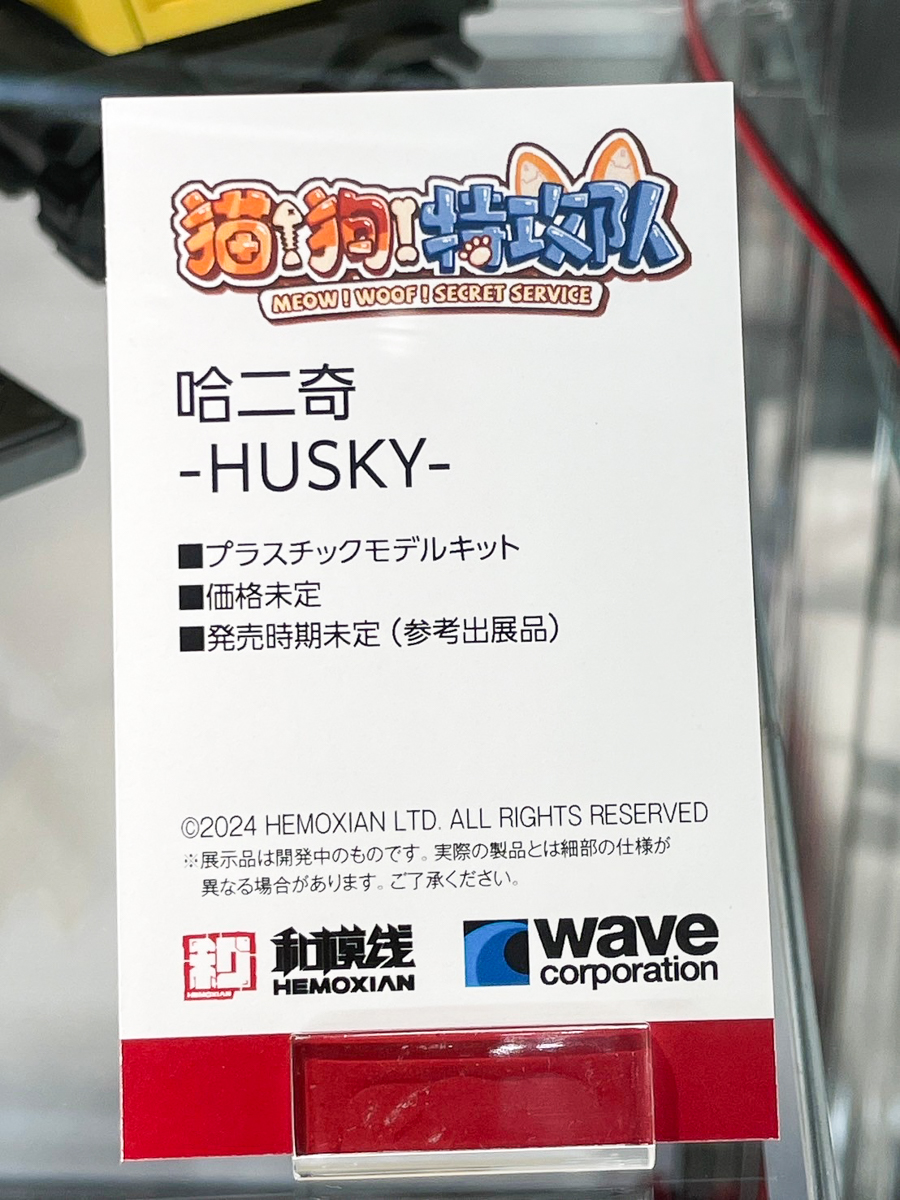 猫!狗!特攻队
MEOW! WOOF! SECRET SERVICE
哈二奇
-HUSKY-
■プラスチックモデルキット
■価格未定
■発売時期未定(参考出展品)
©2024 HEMOXIAN LTD. ALL RIGHTS RESERVED
※展示品は開発中のものです。実際の製品とは細部の仕様が
異なる場合があります。ご了承ください。
和模线
HEMOXIAN
HEMOXIAN
wave
corporation